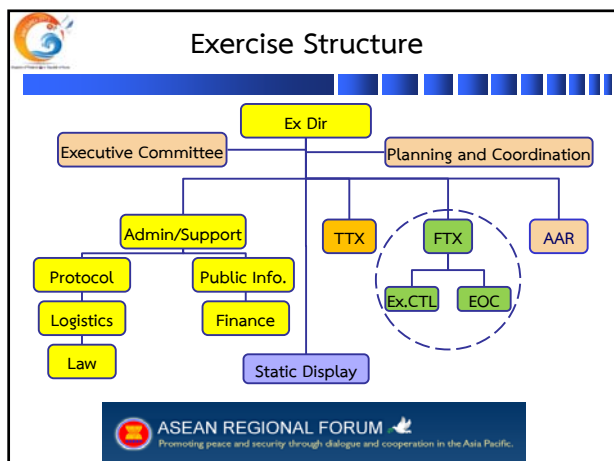 Exercise Structure
Ex Dir
Executive Committee
Planning and Coordination
Admin/Support
TTX
FTX
AAR
Protocol
Public Info.
Ex.CTL
EOC
Logistics
Finance
Law
Static Display
ASEAN REGIONAL FORUM
Promoting peace and security through dialogue and cooperation in the Asia Pacific.